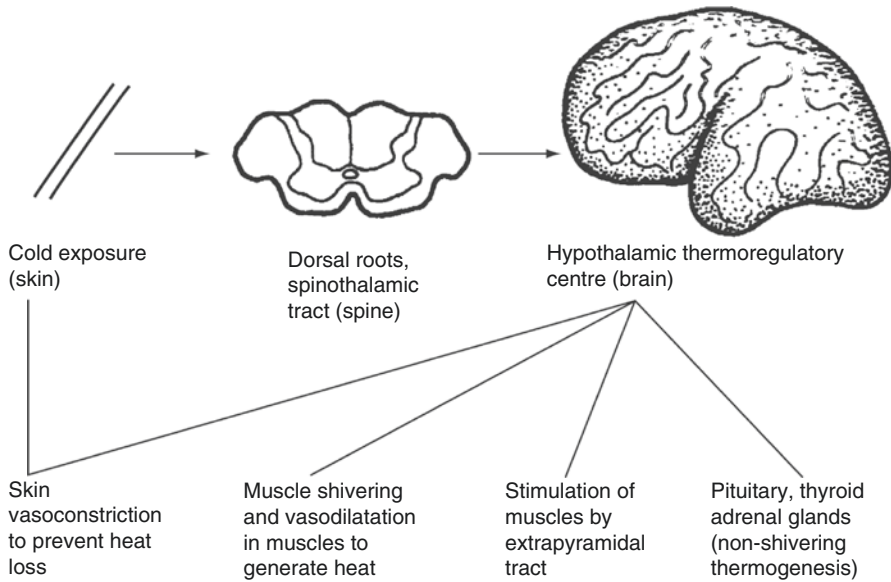 Cold exposure
(skin)
Dorsal roots,
spinothalamic
tract (spine)
Hypothalamic thermoregulatory
centre (brain)
Skin
vasoconstriction
to prevent heat
loss
Muscle shivering
and vasodilatation
in muscles to
generate heat
Stimulation of
muscles by
extrapyramidal
tract
Pituitary, thyroid
adrenal glands
(non-shivering
thermogenesis)